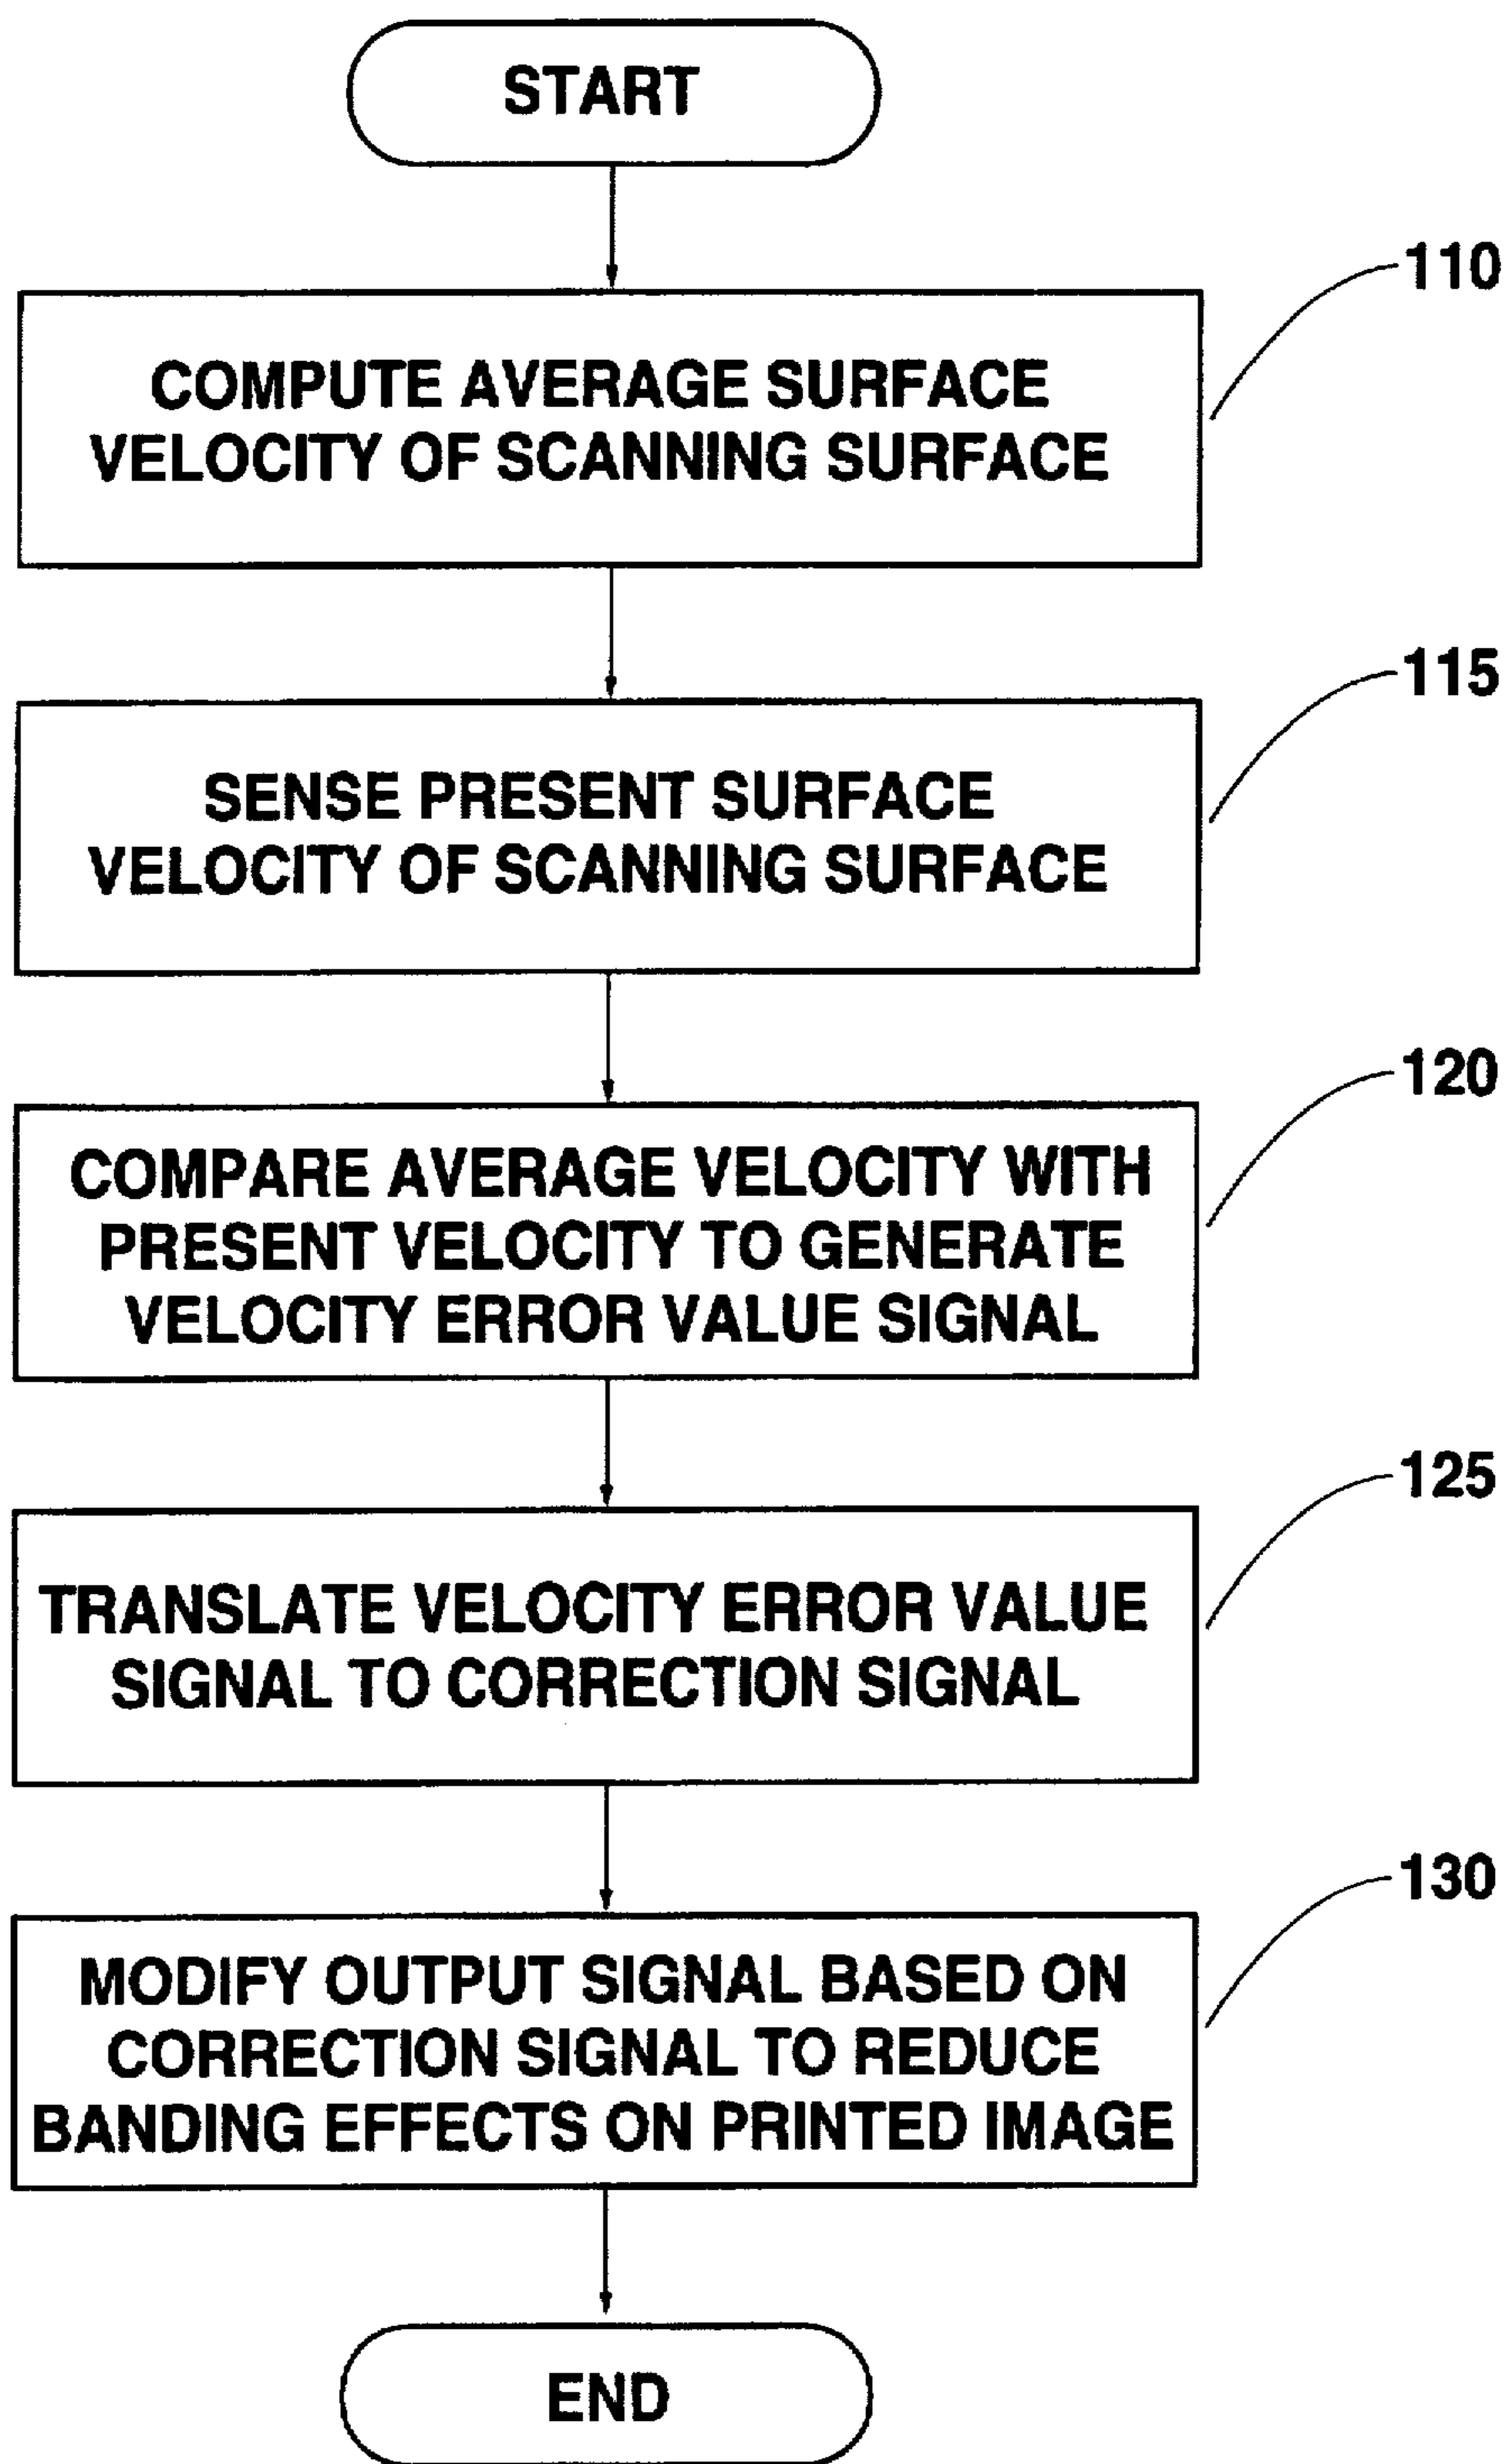 START
110
COMPUTE AVERAGE SURFACE
VELOCITY OF SCANNING SURFACE
115
SENSE PRESENT SURFACE
VELOCITY OF SCANNING SURFACE
120
COMPARE AVERAGE VELOCITY WITH
PRESENT VELOCITY TO GENERATE
VELOCITY ERROR VALUE SIGNAL
125
TRANSLATE VELOCITY ERROR VALUE
SIGNAL TO CORRECTION SIGNAL
130
MODIFY OUTPUT SIGNAL BASED ON
CORRECTION SIGNAL TO REDUCE
BANDING EFFECTS ON PRINTED IMAGE
END